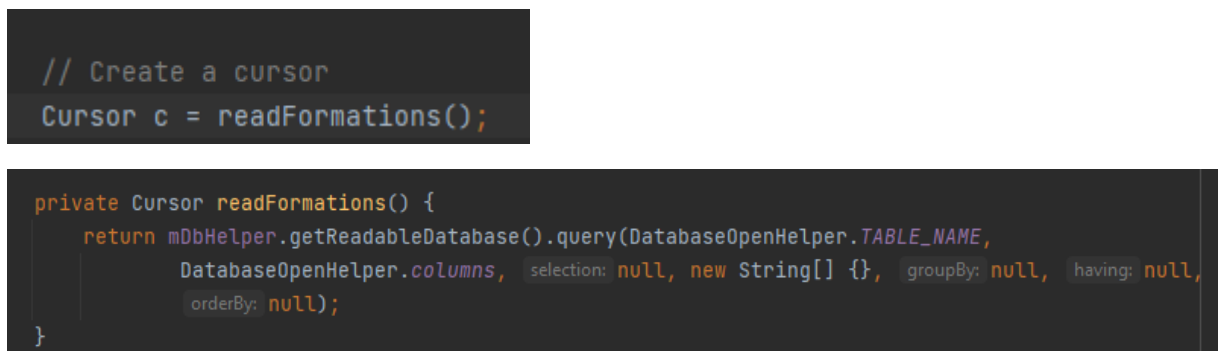 // Create a cursor
Cursor c = readFormations();
private Cursor readFormations() {
return mDbHelper.getReadableDatabase().query(DatabaseOpenHelper.TABLE_NAME,
DatabaseOpenHelper.columns, selection: null, new String[] {}, groupBy: null, having: null,
orderBy: null);
}